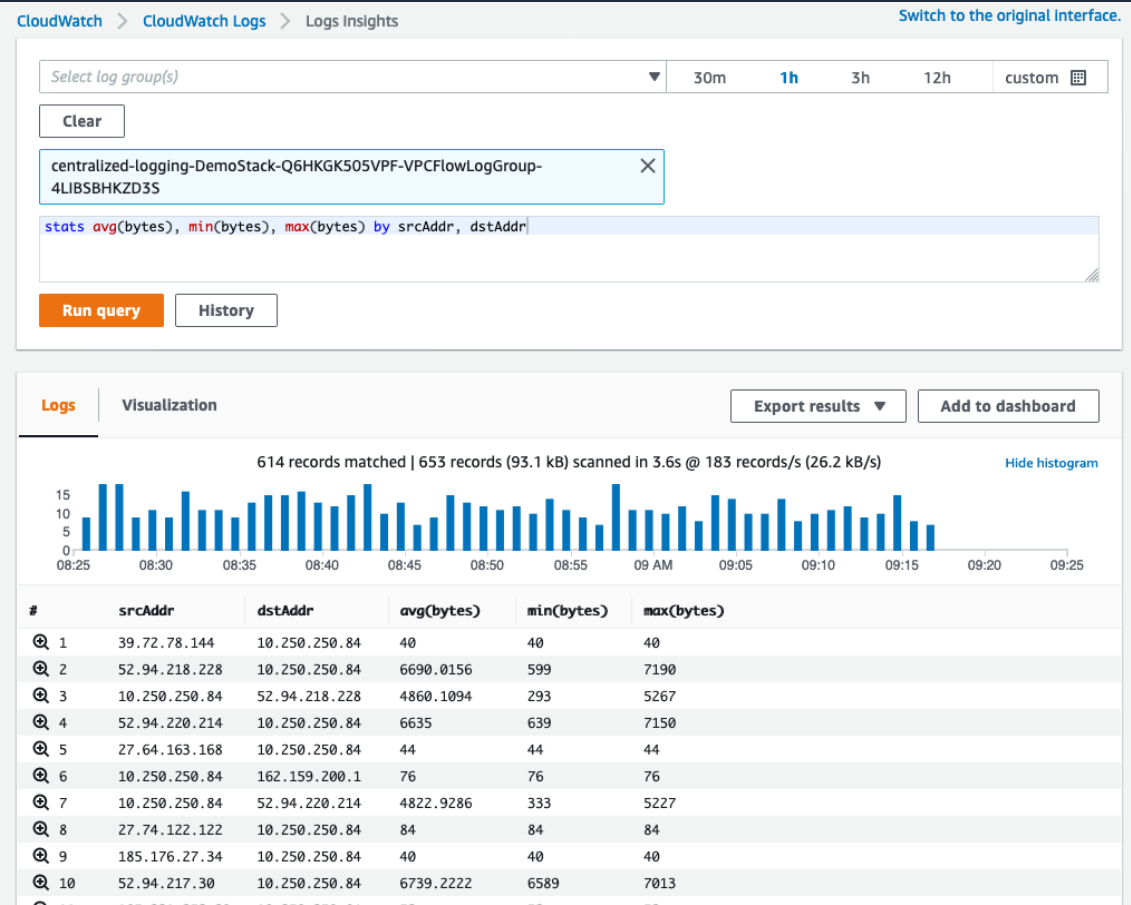 CloudWatch > CloudWatch Logs > Logs Insights
Switch to the original interface.
Select log group(s)
30m 1h 3h 12h custom
Clear
centralized-logging-DemoStack-Q6HKGK505VPF-VPCFlowLogGroup-
4LIBSBHKZD3S
stats avg(bytes), min(bytes), max(bytes) by srcAddr, dstAddr
Run query History
Logs Visualization Export results Add to dashboard
614 records matched | 653 records (93.1 kB) scanned in 3.6s @ 183 records/s (26.2 kB/s)
Hide histogram
15
10
5
0
08:25 08:30 08:35 08:40 08:45 08:50 08:55 09 AM 09:05 09:10 09:15 09:20 09:25
# srcAddr dstAddr avg(bytes) min(bytes) max(bytes)
1 39.72.78.144 10.250.250.84 40 40 40
2 52.94.218.228 10.250.250.84 6690.0156 599 7190
3 10.250.250.84 52.94.218.228 4860.1094 293 5267
4 52.94.220.214 10.250.250.84 6635 639 7150
5 27.64.163.168 10.250.250.84 44 44 44
6 10.250.250.84 162.159.200.1 76 76 76
7 10.250.250.84 52.94.220.214 4822.9286 333 5227
8 27.74.122.122 10.250.250.84 84 84 84
9 185.176.27.34 10.250.250.84 40 40 40
10 52.94.217.30 10.250.250.84 6739.2222 6589 7013